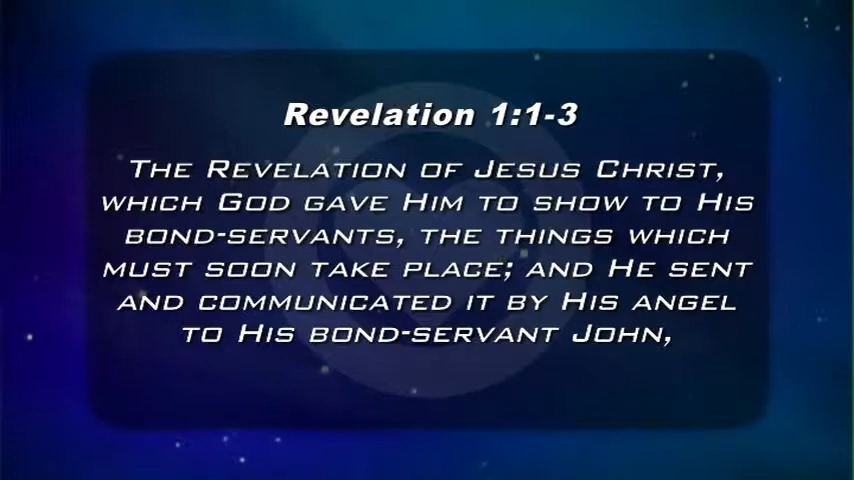 Revelation 1:1-3
The Revelation of Jesus Christ,
which God gave Him to show to His
bond-servants, the things which
must soon take place; and He sent
and communicated it by His angel
to His bond-servant John,